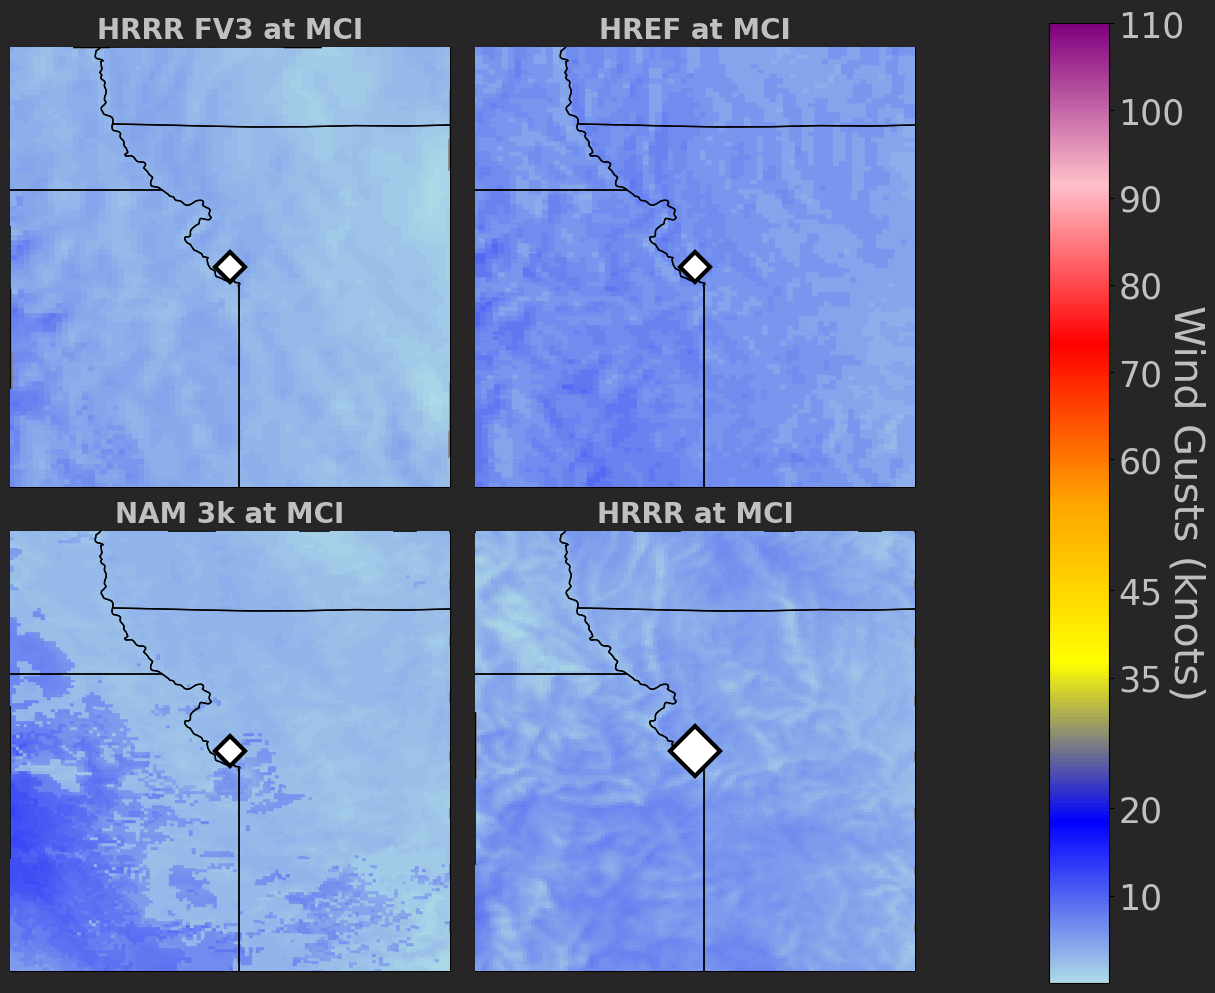 HRRR FV3 at MCI
HREF at MCI
NAM 3k at MCI
HRRR at MCI
110
100
90
80
70
60
45
35
20
10
Wind Gusts (knots)